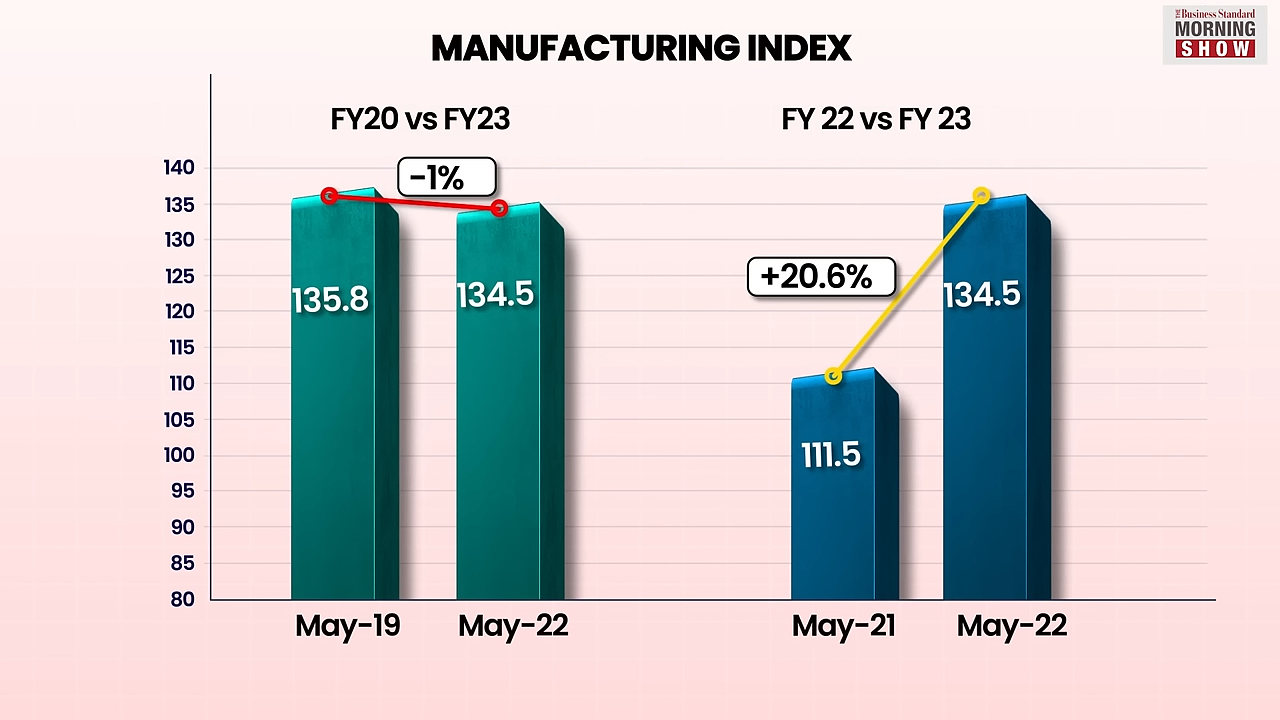 MANUFACTURING INDEX
THE Business Standard
MORNING
SHOW
FY20 vs FY23
FY 22 vs FY 23
140
135
130
125
120
115
110
105
100
95
90
85
80
-1%
+20.6%
135.8
134.5
111.5
134.5
May-19
May-22
May-21
May-22